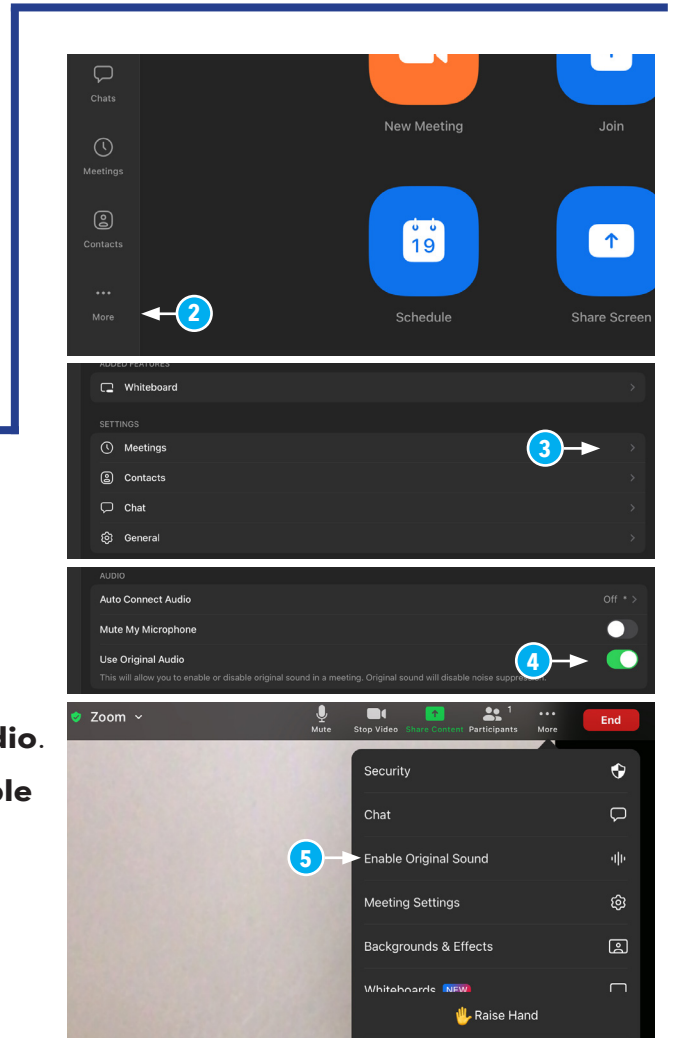 Chats
New Meeting
Join
Meetings
Contacts
19
More
2
Schedule
Share Screen
ADDED FEATURES
Whiteboard
SETTINGS
Meetings
3
Contacts
Chat
General
AUDIO
Auto Connect Audio
Off * >
Mute My Microphone
Use Original Audio
4
This will allow you to enable or disable original sound in a meeting. Original sound will disable noise
dio.
ble
Zoom
Mute
Stop Video
Share Content
Participants
1
More
End
Security
Chat
5
Enable Original Sound
Meeting Settings
Backgrounds & Effects
Whiteboards NEW
Raise Hand